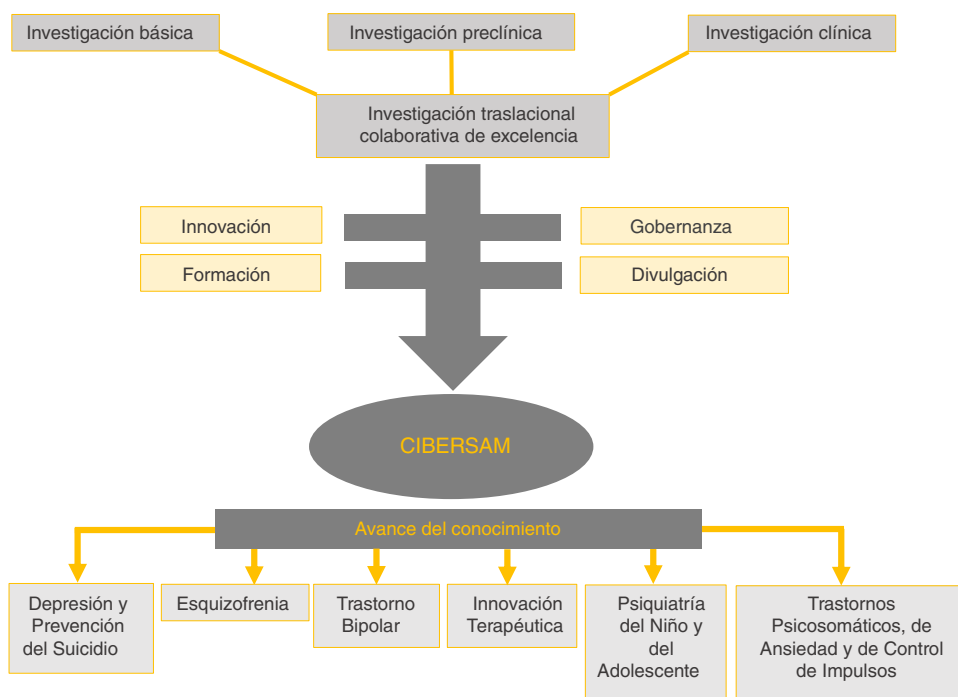 Investigación básica
Investigación preclínica
Investigación clínica
Investigación traslacional
colaborativa de excelencia
Innovación
Gobernanza
Formación
Divulgación
CIBERSAM
Avance del conocimiento
Depresión y
Prevención
del Suicidio
Esquizofrenia
Trastorno
Bipolar
Innovación
Terapéutica
Psiquiatría
del Niño y
del
Adolescente
Trastornos
Psicosomáticos, de
Ansiedad y de Control
de Impulsos